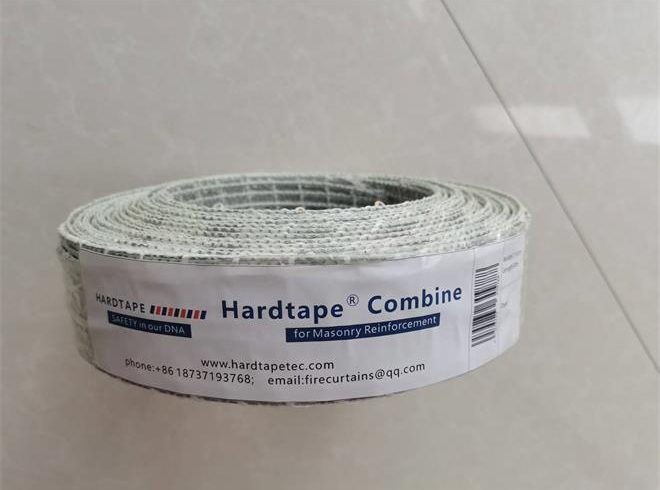 HARDTAPE
SAFETY in our DNA
Hardtape® Combine
for Masonry Reinforcement
www.hardtapetec.com
phone:+86 18737193768; email:firecurtains@qq.com